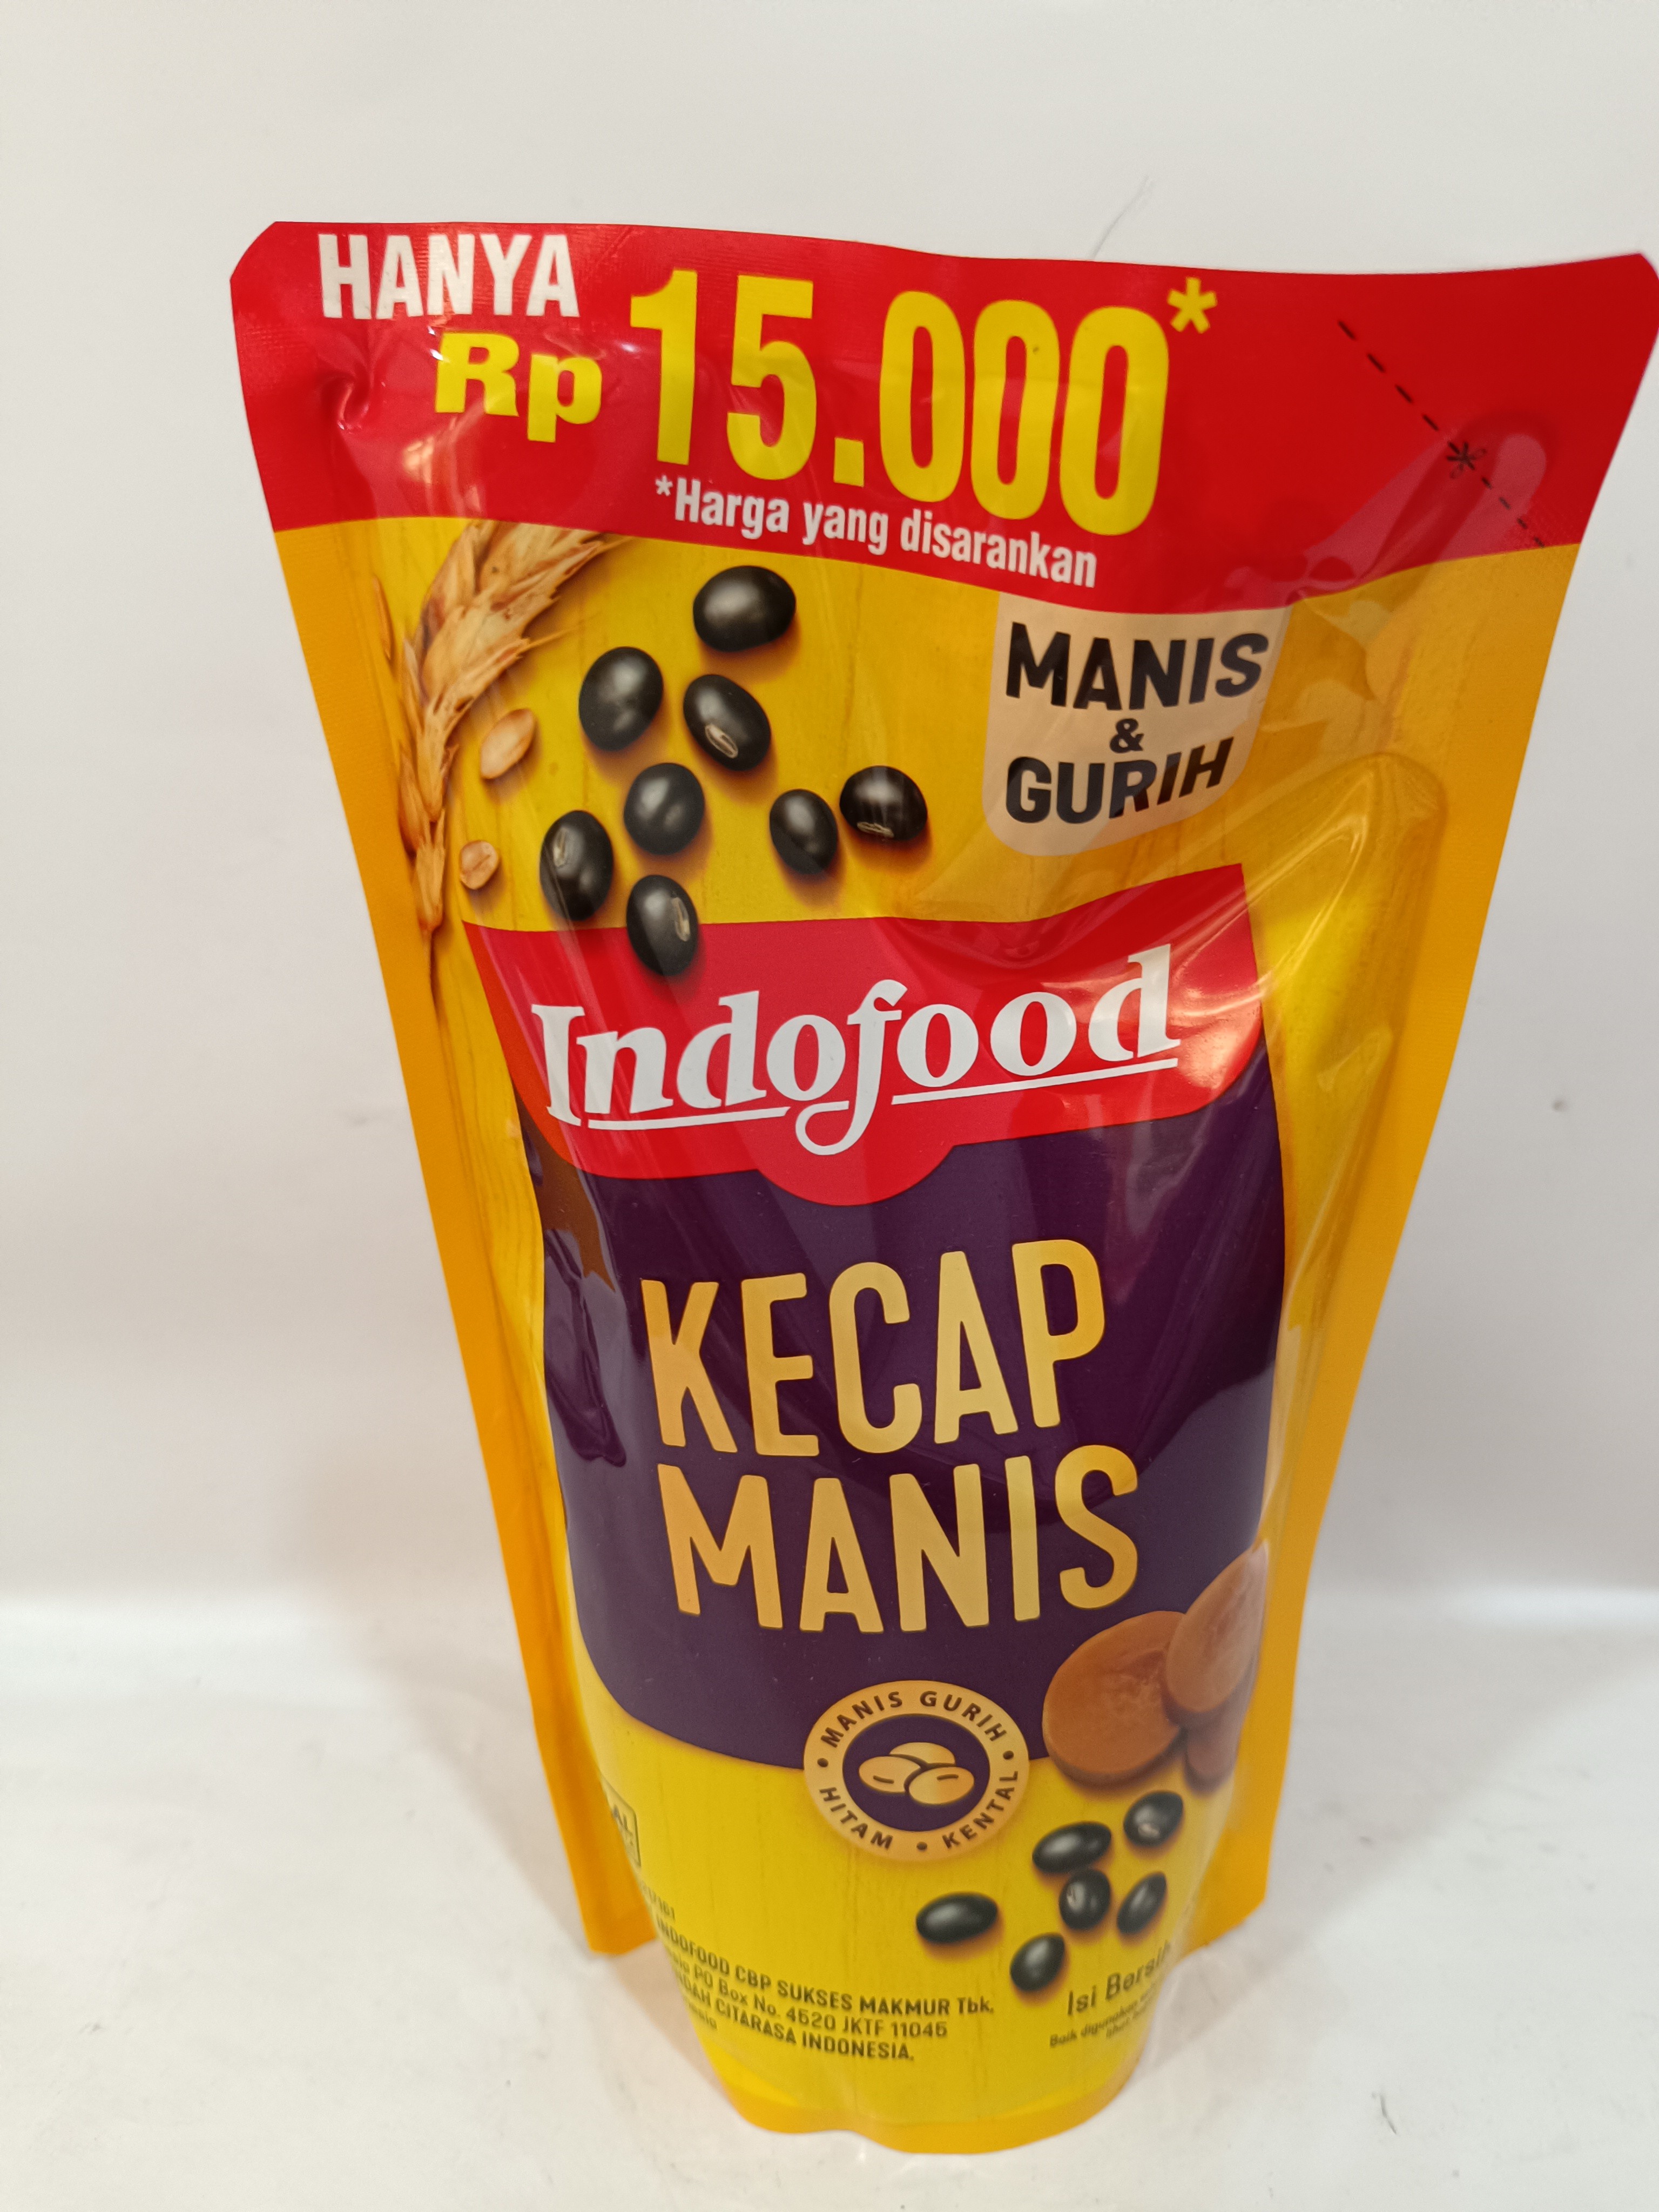 HANYA
Rp 15.000*
*Harga yang disarankan
MANIS
&
GURIH
Indofood
KECAP
MANIS
MANIS GURIH • KENTAL • HITAM •
INDOFOOD CBP SUKSES MAKMUR Tbk.
PO Box No. 4520 JKTF 11045
CITARASA INDONESIA.
Isi Bersih